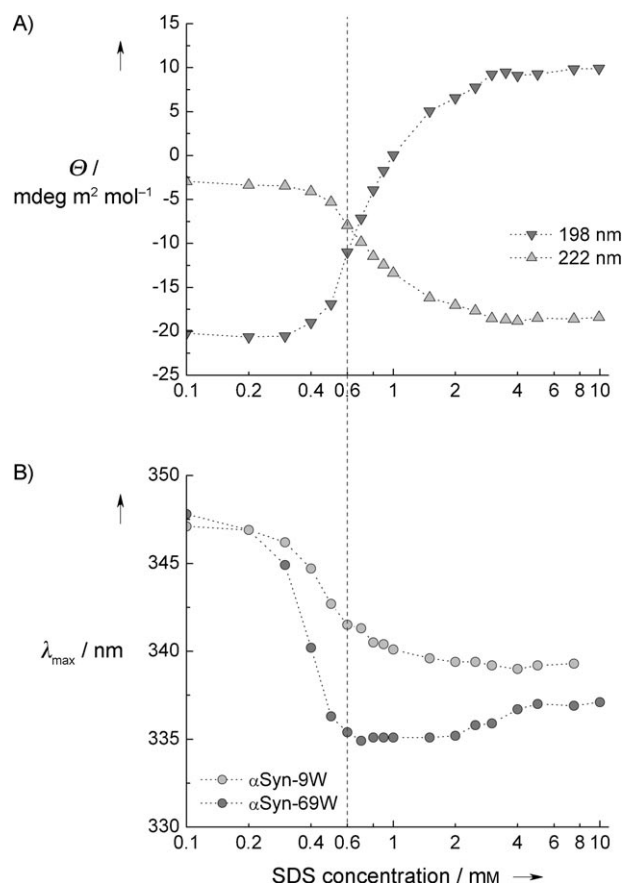 A)
15
10
5
0
-5
-10
-15
-20
-25
Θ /
mdeg m² mol⁻¹
198 nm
222 nm
0.1 0.2 0.4 0.6 1 2 4 6 8 10
B)
350
345
340
335
330
λmax / nm
αSyn-9W
αSyn-69W
0.1 0.2 0.4 0.6 1 2 4 6 8 10
SDS concentration / mM